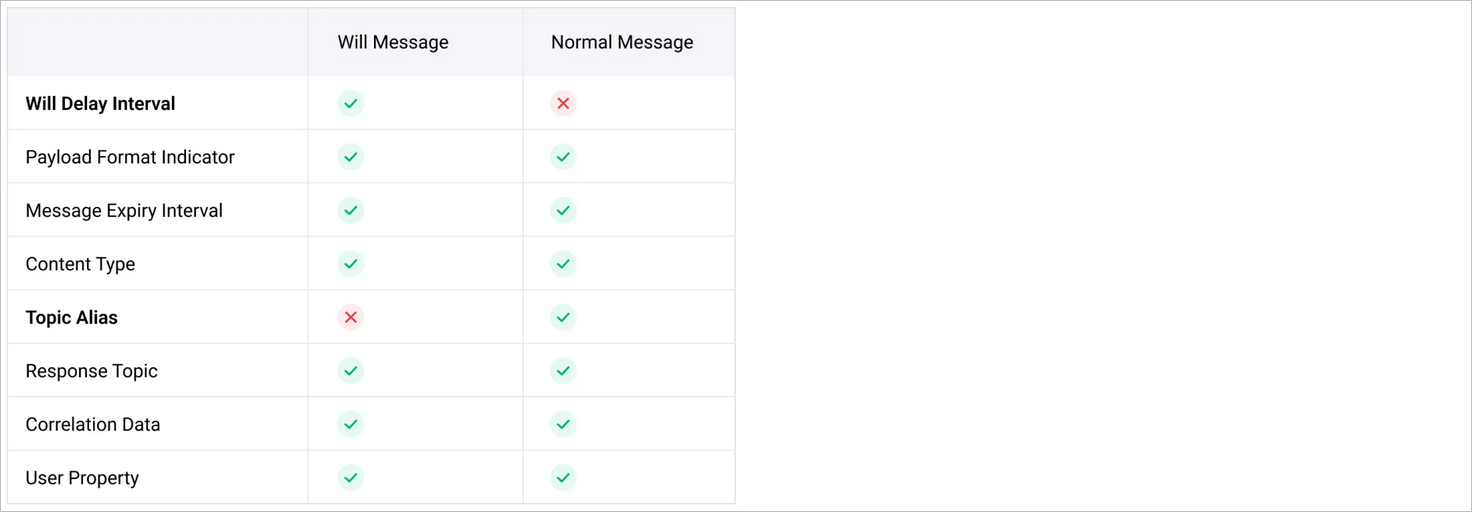 Will Message Normal Message
Will Delay Interval
Payload Format Indicator
Message Expiry Interval
Content Type
Topic Alias
Response Topic
Correlation Data
User Property